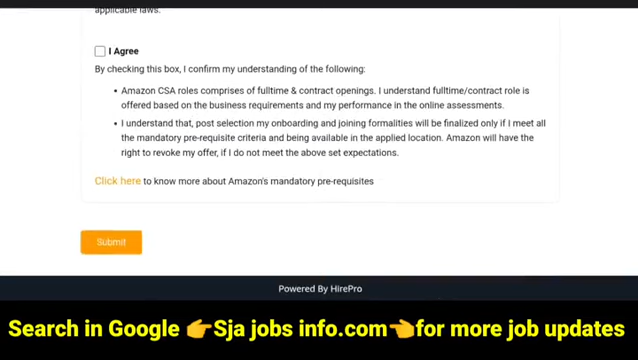 applicable laws.
I Agree
By checking this box, I confirm my understanding of the following:
• Amazon CSA roles comprises of fulltime & contract openings. I understand fulltime/contract role is
offered based on the business requirements and my performance in the online assessments.
• I understand that, post selection my onboarding and joining formalities will be finalized only if I meet all
the mandatory pre-requisite criteria and being available in the applied location. Amazon will have the
right to revoke my offer, if I do not meet the above set expectations.
Click here to know more about Amazon's mandatory pre-requisites
Submit
Powered By HirePro
Search in Google 👉Sja jobs info.com👈for more job updates